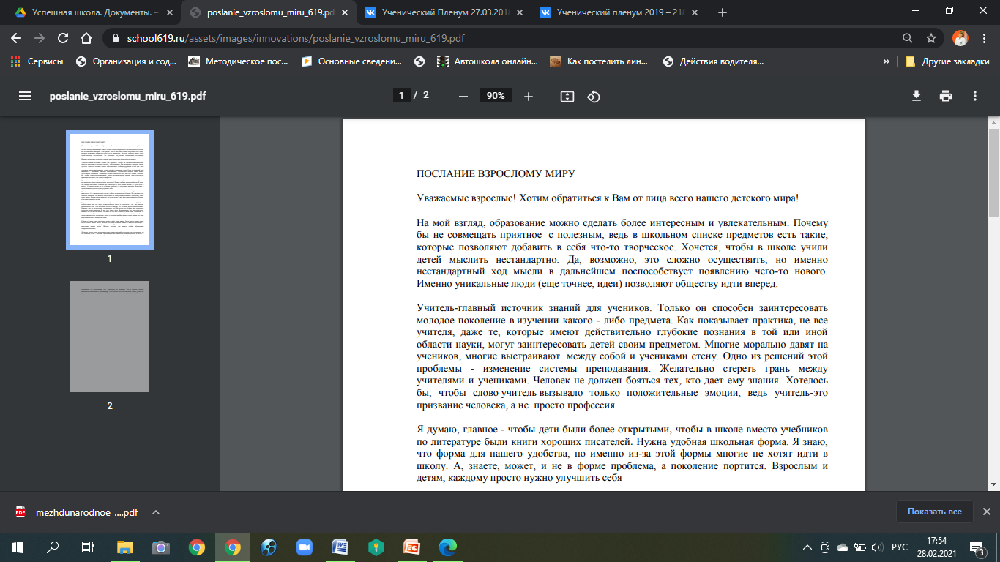 Успешная школа. Документы. –
poslanie_vzroslomu_miru_619.pd
Ученический Пленум 27.03.2018
Ученический пленум 2019 – 218
school619.ru/assets/images/innovations/poslanie_vzroslomu_miru_619.pdf
Сервисы
Организация и сод...
Методическое пос...
Основные сведени...
Автошкола онлайн...
Как постелить лин...
Действия водителя...
»
Другие закладки
poslanie_vzroslomu_miru_619.pdf
1 / 2
90%
1
2
ПОСЛАНИЕ ВЗРОСЛОМУ МИРУ
Уважаемые взрослые! Хотим обратиться к Вам от лица всего нашего детского мира!
На мой взгляд, образование можно сделать более интересным и увлекательным. Почему
бы не совмещать приятное с полезным, ведь в школьном списке предметов есть такие,
которые позволяют добавить в себя что-то творческое. Хочется, чтобы в школе учили
детей мыслить нестандартно. Да, возможно, это сложно осуществить, но именно
нестандартный ход мысли в дальнейшем поспособствует появлению чего-то нового.
Именно уникальные люди (еще точнее, идеи) позволяют обществу идти вперед.
Учитель-главный источник знаний для учеников. Только он способен заинтересовать
молодое поколение в изучении какого - либо предмета. Как показывает практика, не все
учителя, даже те, которые имеют действительно глубокие познания в той или иной
области науки, могут заинтересовать детей своим предметом. Многие морально давят на
учеников, многие выстраивают между собой и учениками стену. Одно из решений этой
проблемы - изменение системы преподавания. Желательно стереть грань между
учителями и учениками. Человек не должен бояться тех, кто дает ему знания. Хотелось
бы, чтобы слово учитель вызывало только положительные эмоции, ведь учитель-это
призвание человека, а не просто профессия.
Я думаю, главное - чтобы дети были более открытыми, чтобы в школе вместо учебников
по литературе были книги хороших писателей. Нужна удобная школьная форма. Я знаю,
что форма для нашего удобства, но именно из-за этой формы многие не хотят идти в
школу. А, знаете, может, и не в форме проблема, а поколение портится. Взрослым и
детям, каждому просто нужно улучшить себя
mezhdunarodnoe_....pdf
Показать все
РУС
17:54
28.02.2021
3